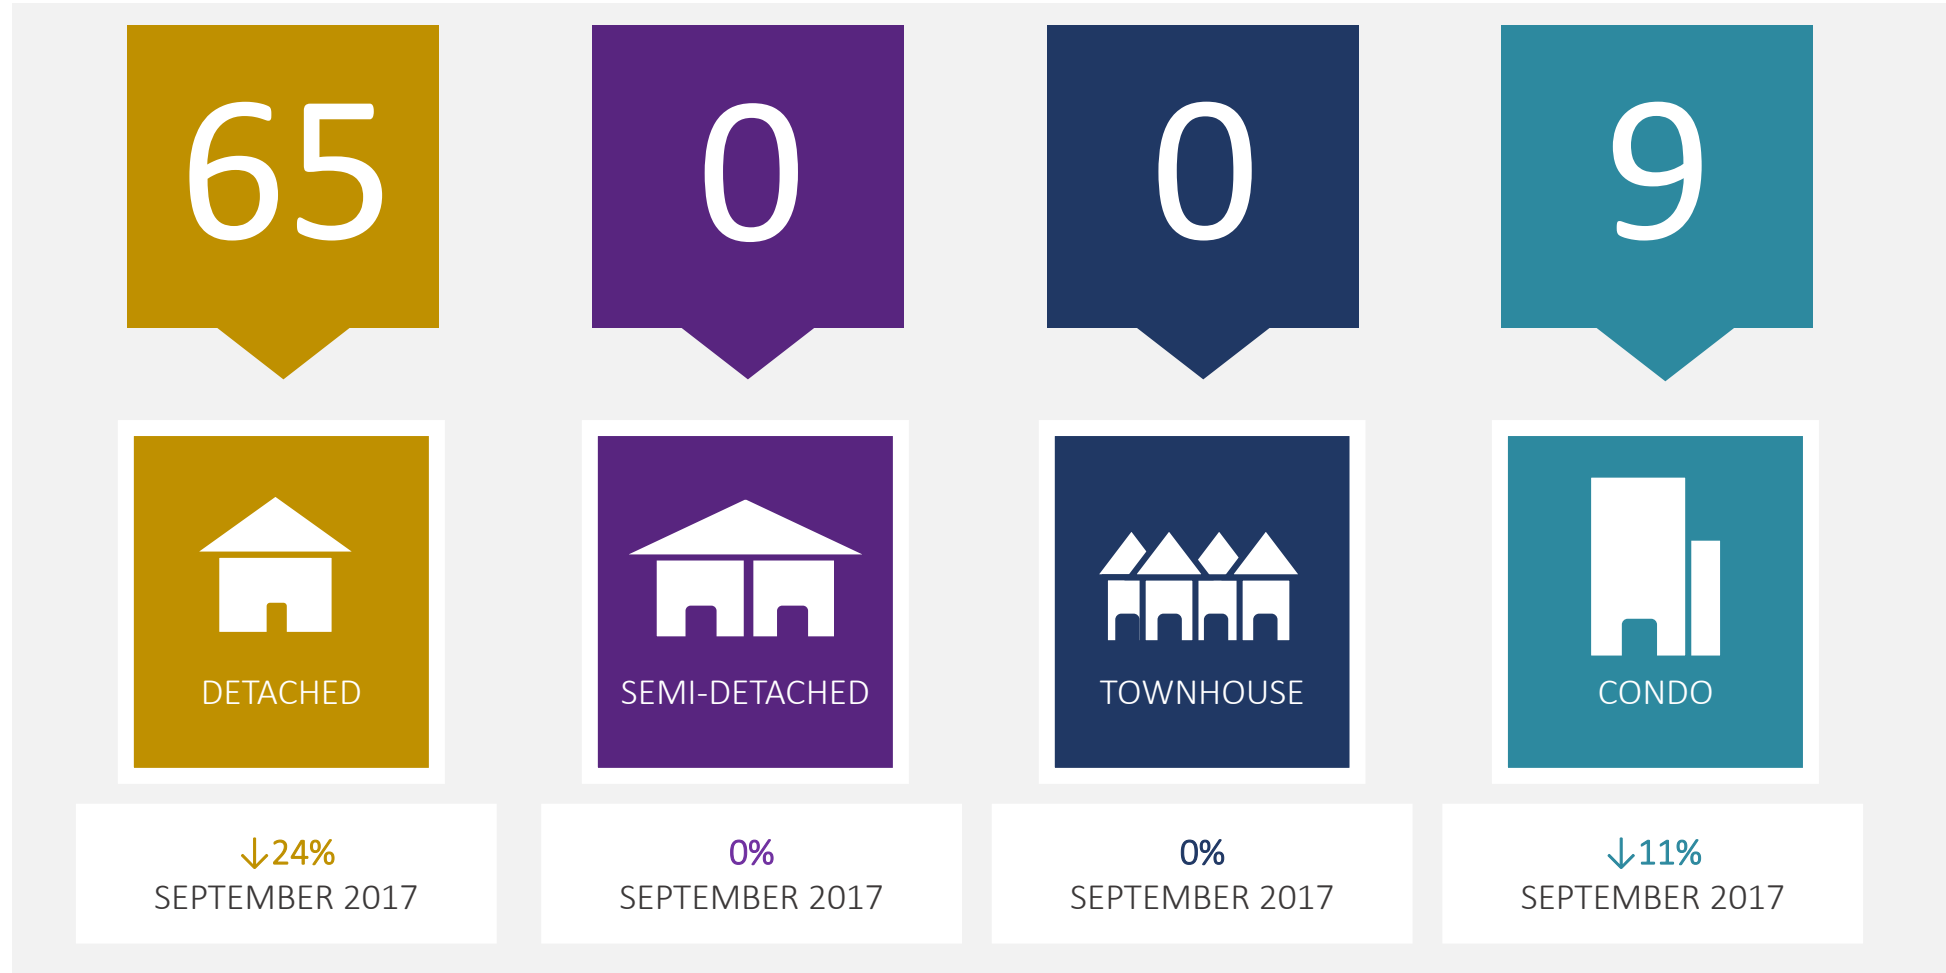 65
0
0
9
DETACHED
SEMI-DETACHED
TOWNHOUSE
CONDO
↓24%
SEPTEMBER 2017
0%
SEPTEMBER 2017
0%
SEPTEMBER 2017
↓11%
SEPTEMBER 2017